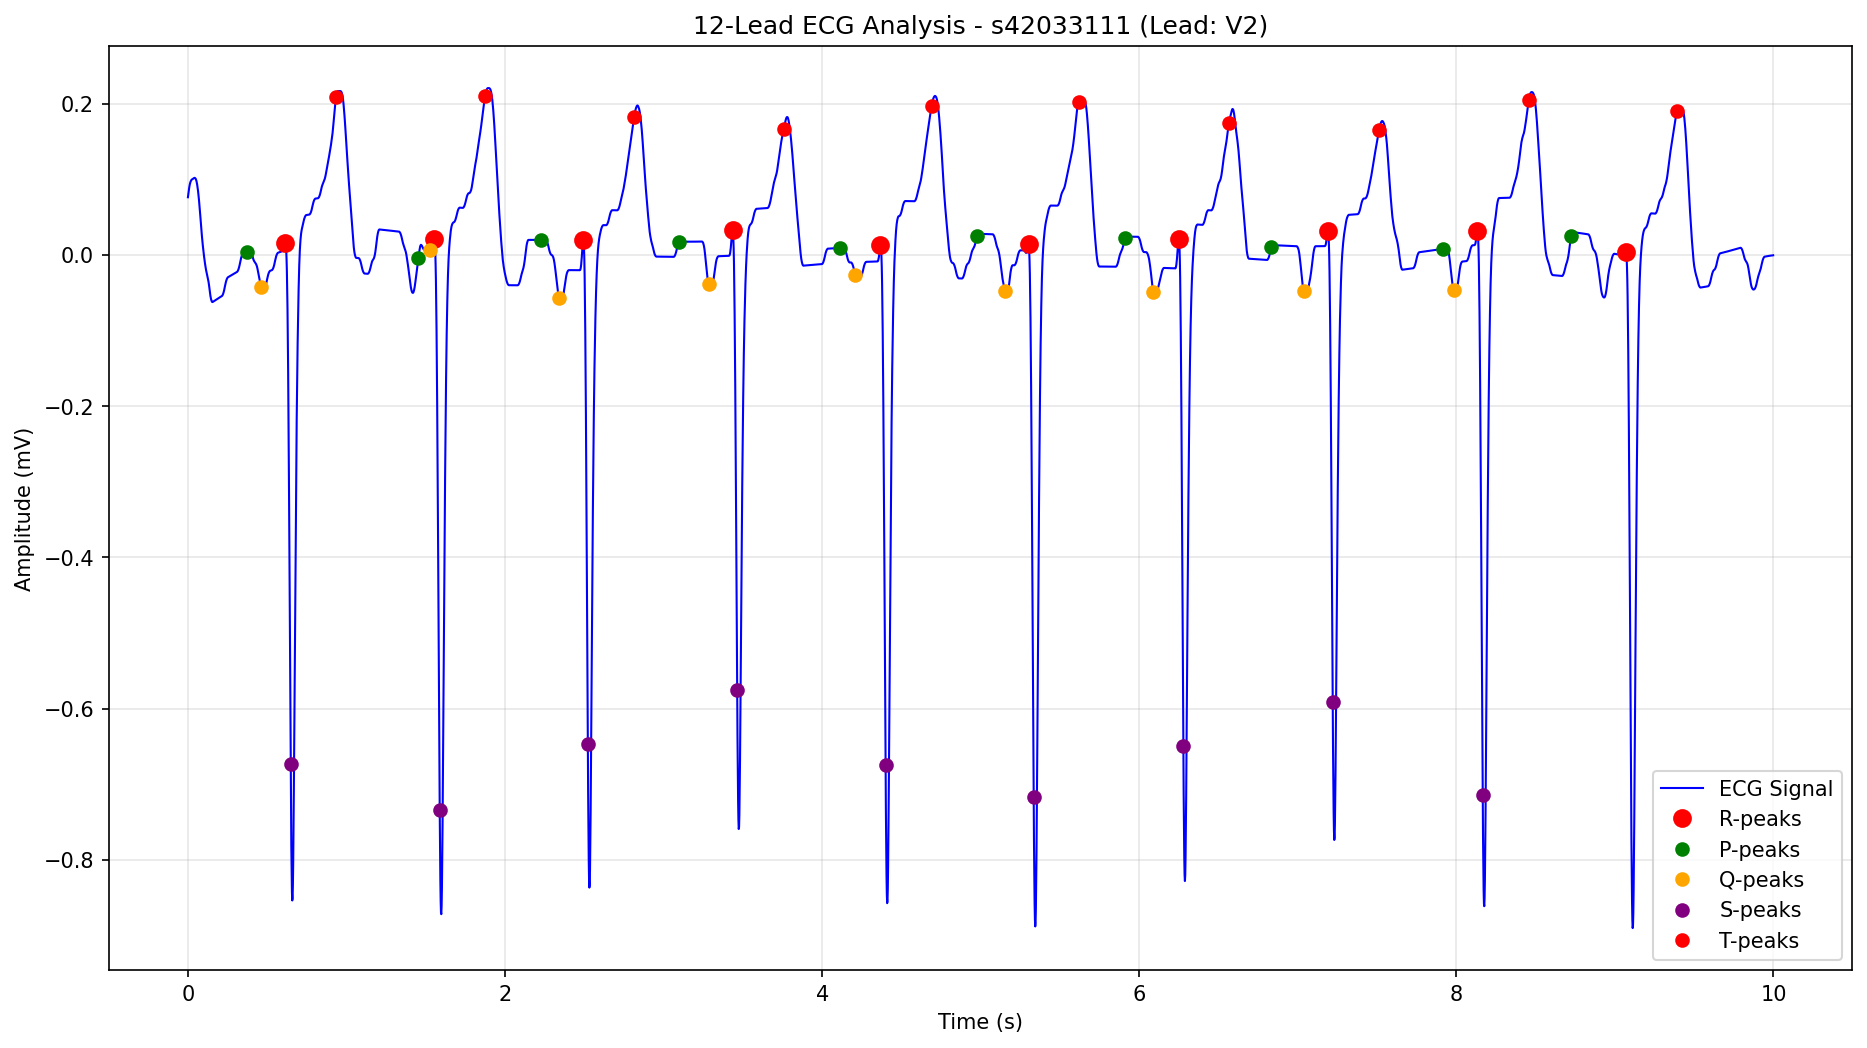 12-Lead ECG Analysis - s42033111 (Lead: V2)
0.2
0.0
−0.2
−0.4
−0.6
−0.8
Amplitude (mV)
0 2 4 6 8 10
Time (s)
ECG Signal
R-peaks
P-peaks
Q-peaks
S-peaks
T-peaks